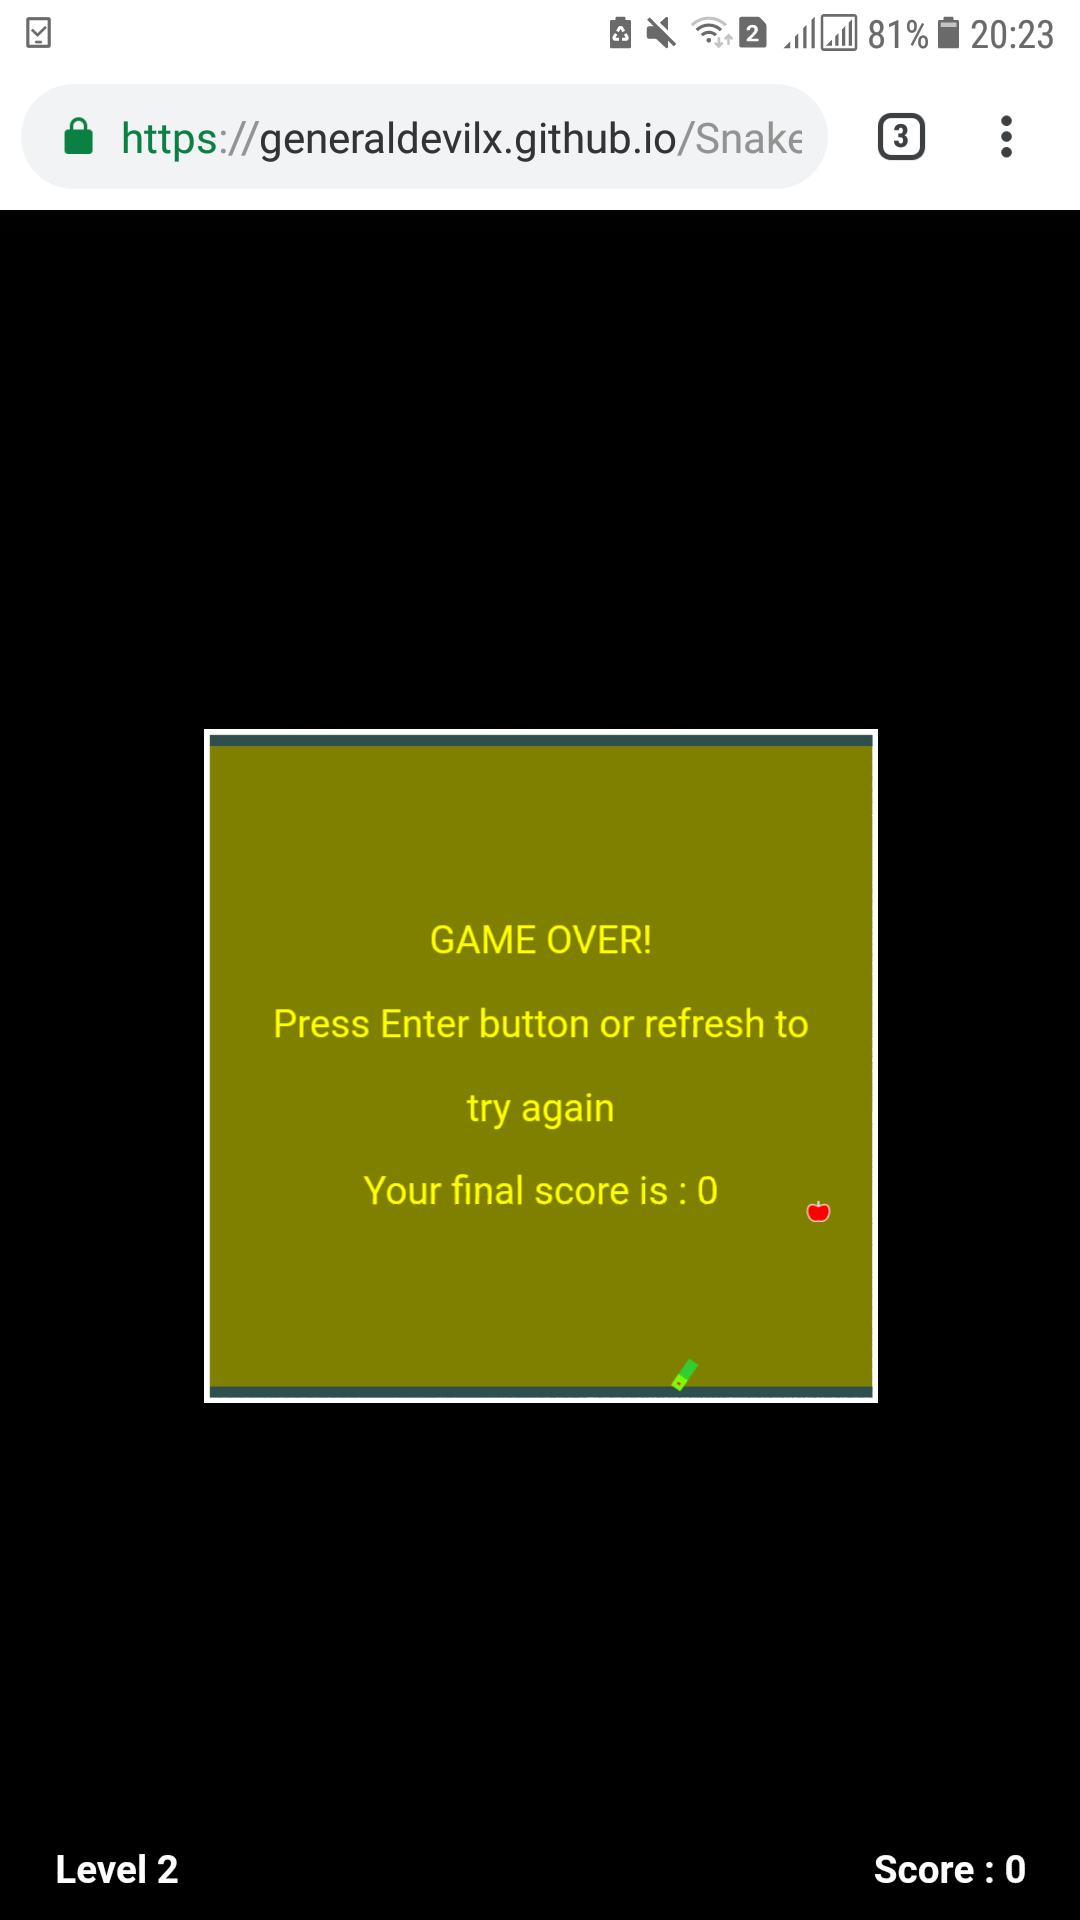 2 81% 20:23
https://generaldevilx.github.io/Snake 3
GAME OVER!
Press Enter button or refresh to
try again
Your final score is : 0
Level 2 Score : 0